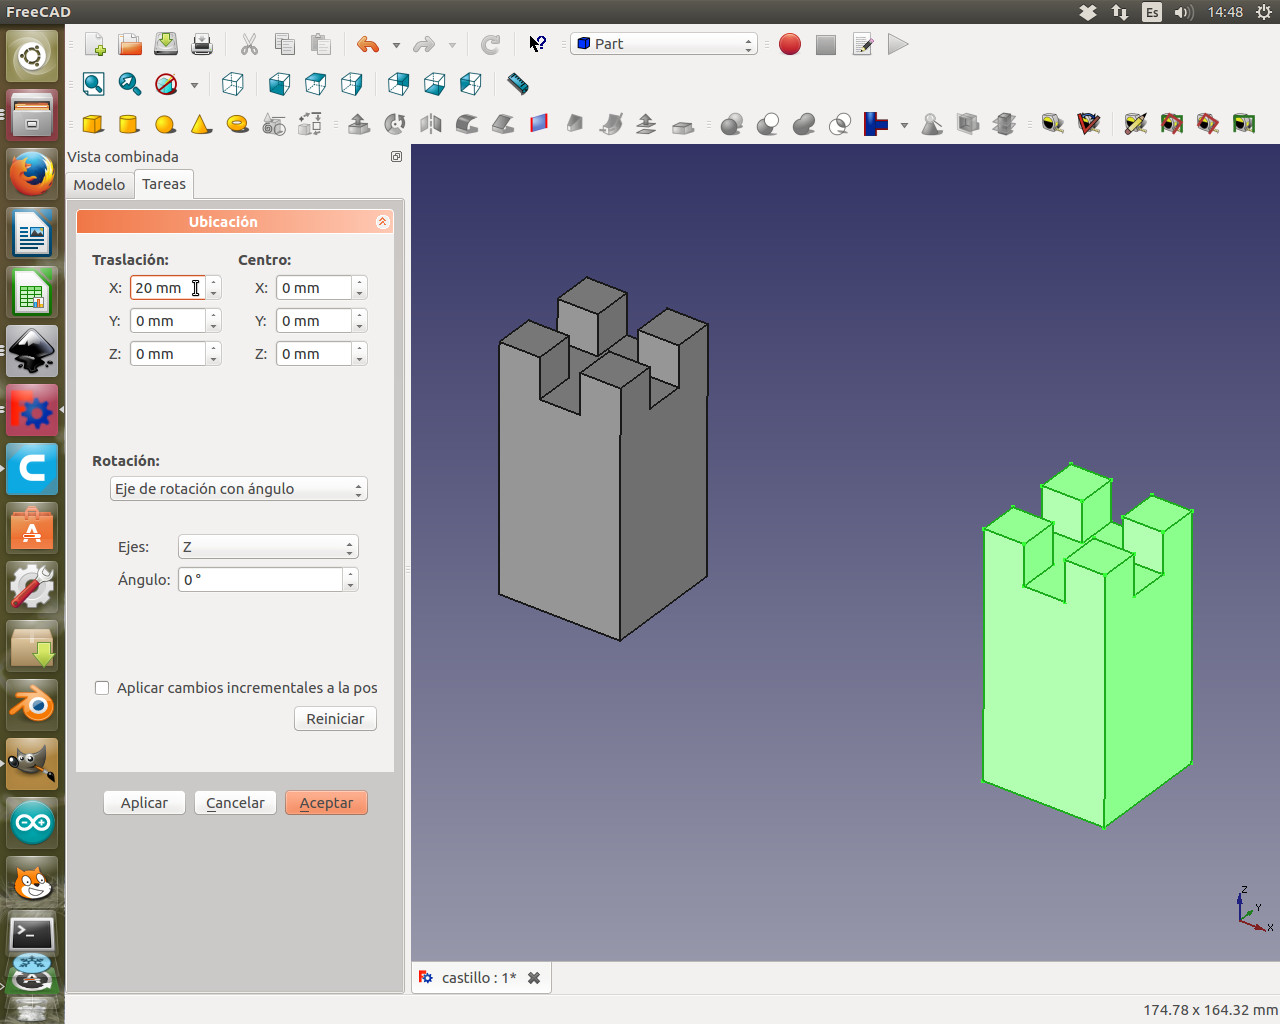 FreeCAD
Es
14:48
Part
Vista combinada
Modelo
Tareas
Ubicación
Traslación:
Centro:
X:
20 mm
X:
0 mm
Y:
0 mm
Y:
0 mm
Z:
0 mm
Z:
0 mm
Rotación:
Eje de rotación con ángulo
Ejes:
Z
Ángulo:
0 °
Aplicar cambios incrementales a la pos
Reiniciar
Aplicar
Cancelar
Aceptar
Z
Y
X
castillo : 1*
174.78 x 164.32 mm